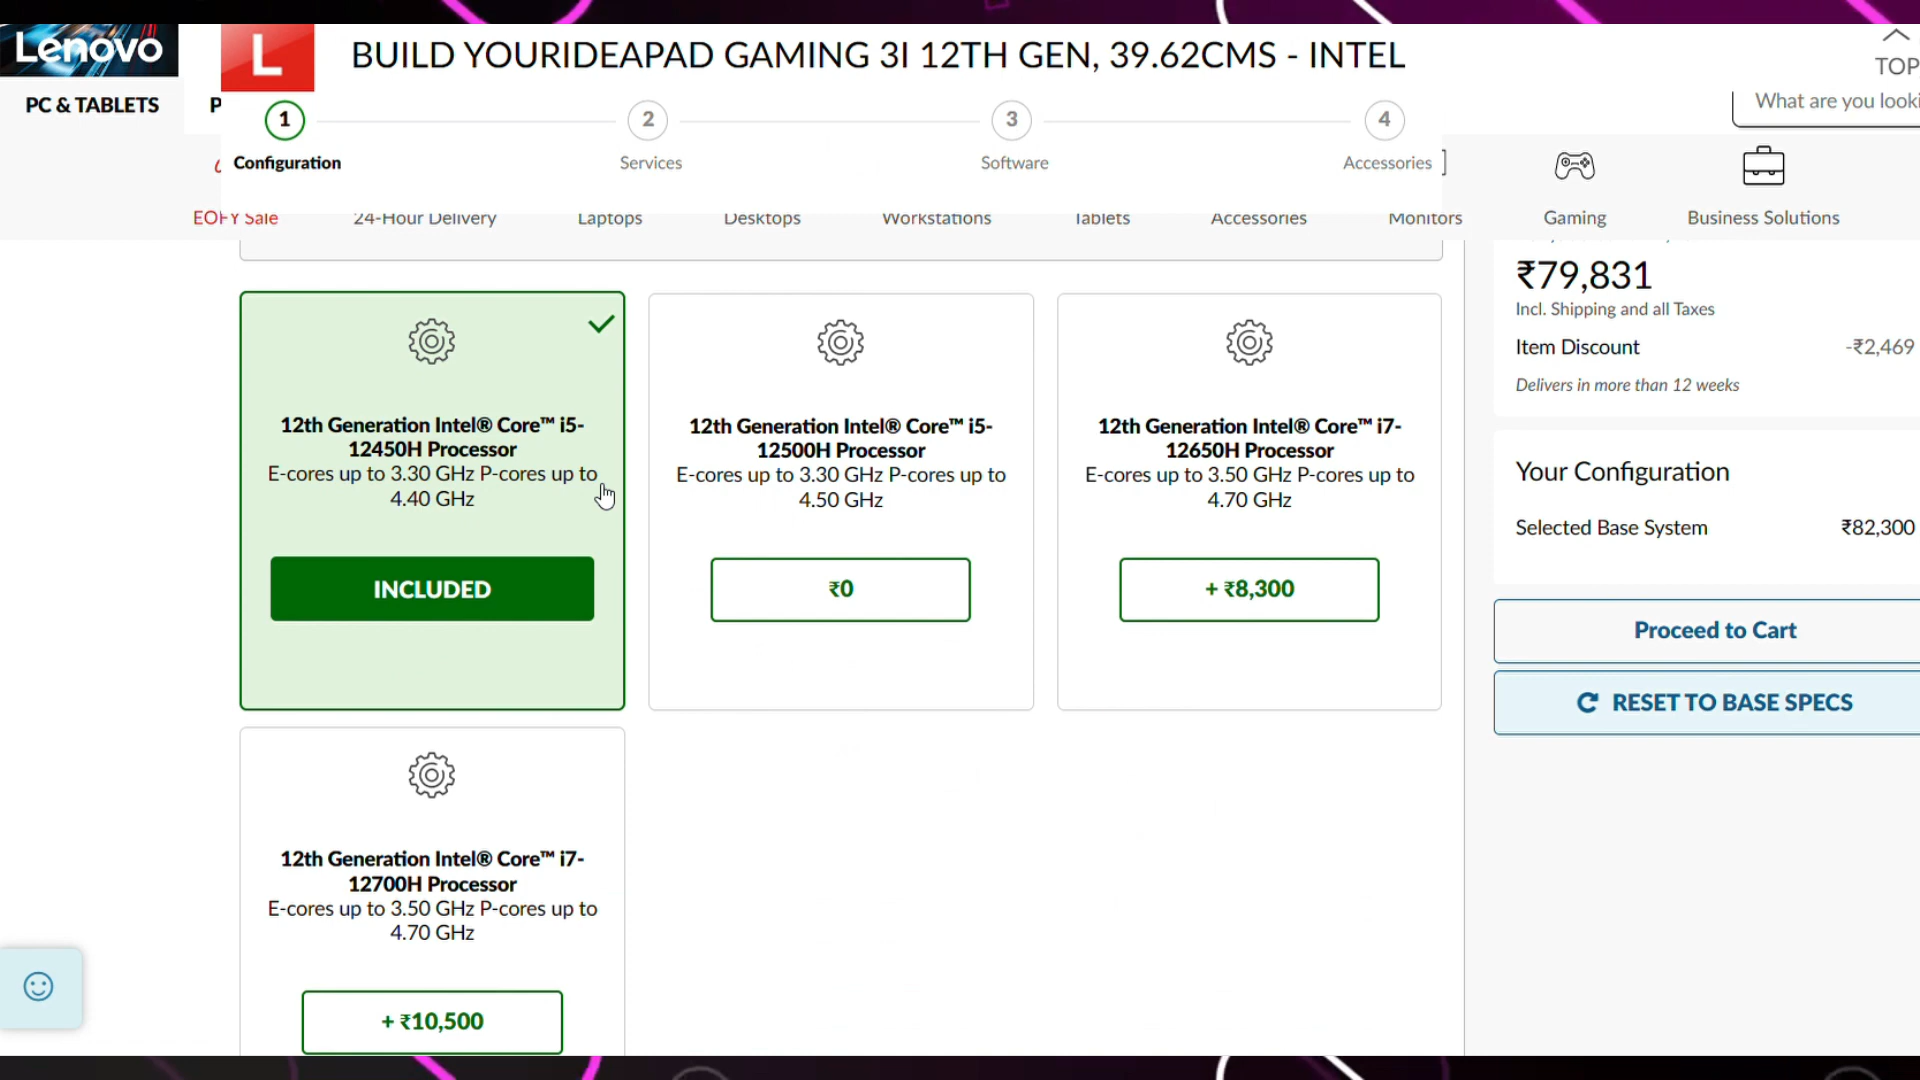 Lenovo
L
BUILD YOURIDEAPAD GAMING 3I 12TH GEN, 39.62CMS - INTEL
TOP
PC & TABLETS
P
What are you looki
1
2
3
4
Configuration
Services
Software
Accessories
EOFY Sale
24-Hour Delivery
Laptops
Desktops
Workstations
Tablets
Accessories
Monitors
Gaming
Business Solutions
₹79,831
Incl. Shipping and all Taxes
Item Discount
-₹2,469
Delivers in more than 12 weeks
12th Generation Intel® Core™ i5-
12450H Processor
E-cores up to 3.30 GHz P-cores up to
4.40 GHz
INCLUDED
12th Generation Intel® Core™ i5-
12500H Processor
E-cores up to 3.30 GHz P-cores up to
4.50 GHz
₹0
12th Generation Intel® Core™ i7-
12650H Processor
E-cores up to 3.50 GHz P-cores up to
4.70 GHz
+ ₹8,300
Your Configuration
Selected Base System
₹82,300
Proceed to Cart
RESET TO BASE SPECS
12th Generation Intel® Core™ i7-
12700H Processor
E-cores up to 3.50 GHz P-cores up to
4.70 GHz
+ ₹10,500